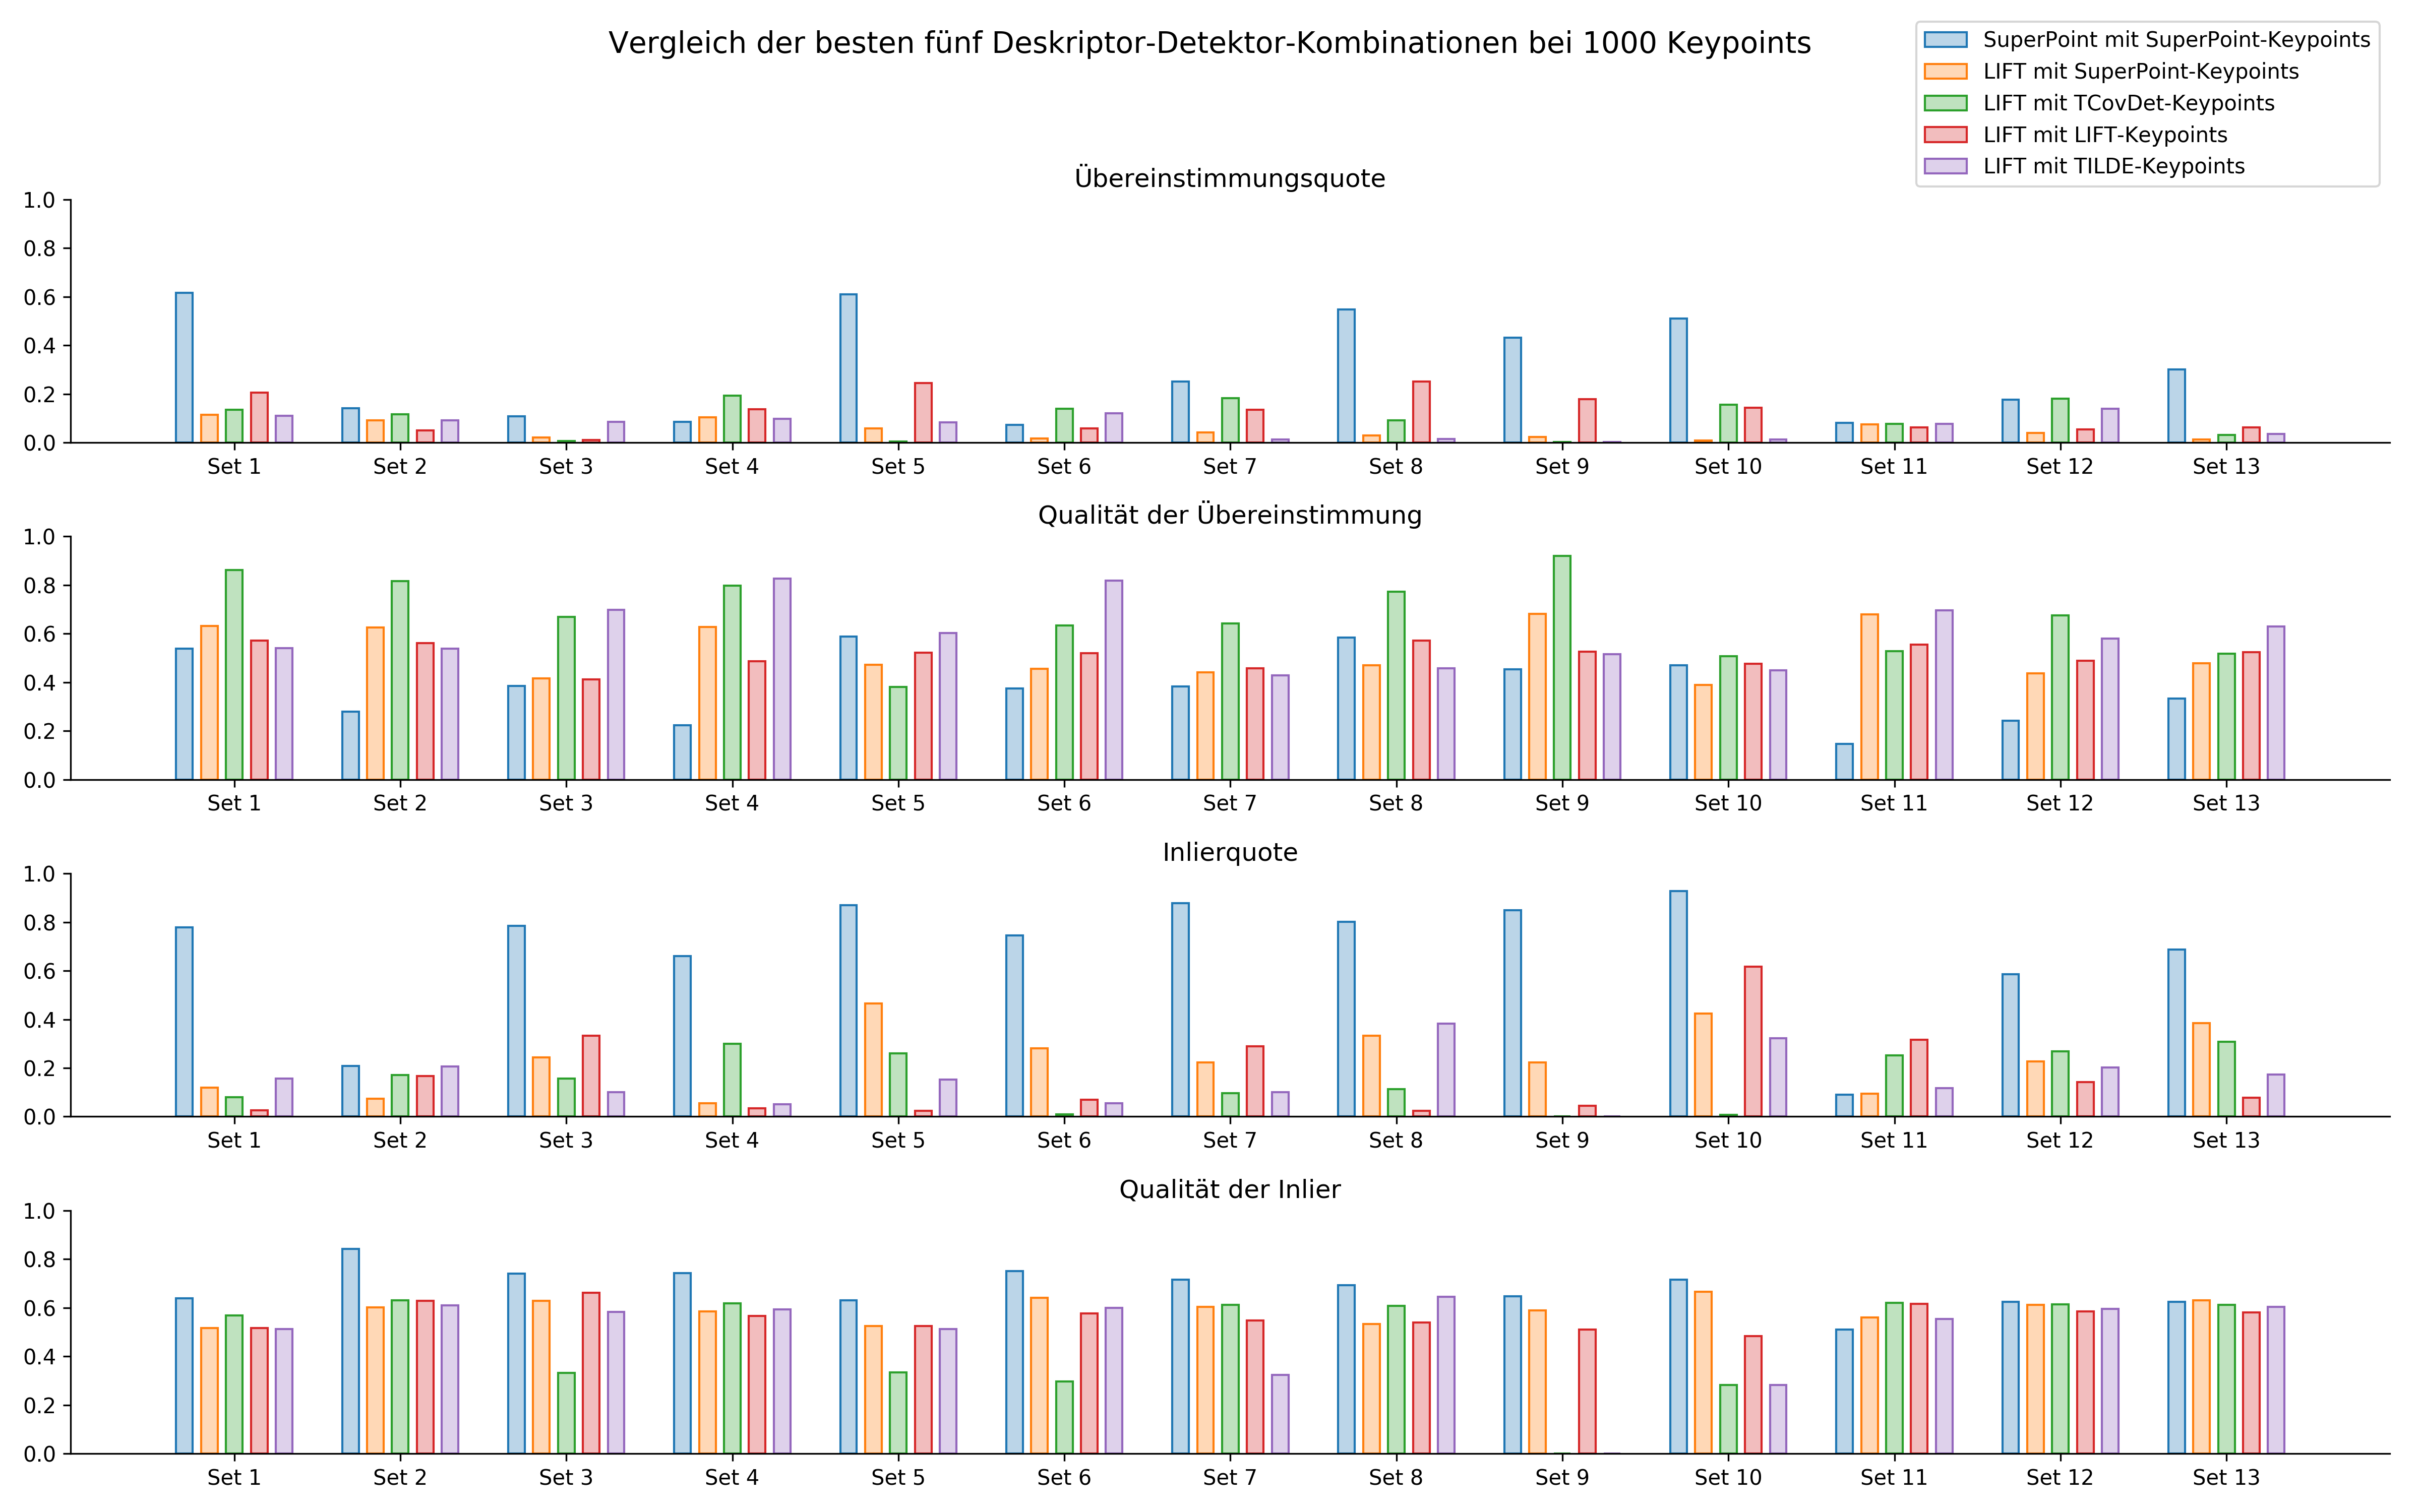 Vergleich der besten fünf Deskriptor-Detektor-Kombinationen bei 1000 Keypoints
SuperPoint mit SuperPoint-Keypoints
LIFT mit SuperPoint-Keypoints
LIFT mit TCovDet-Keypoints
LIFT mit LIFT-Keypoints
LIFT mit TILDE-Keypoints
Übereinstimmungsquote
1.0
0.8
0.6
0.4
0.2
0.0
Set 1 Set 2 Set 3 Set 4 Set 5 Set 6 Set 7 Set 8 Set 9 Set 10 Set 11 Set 12 Set 13
Qualität der Übereinstimmung
1.0
0.8
0.6
0.4
0.2
0.0
Set 1 Set 2 Set 3 Set 4 Set 5 Set 6 Set 7 Set 8 Set 9 Set 10 Set 11 Set 12 Set 13
Inlierquote
1.0
0.8
0.6
0.4
0.2
0.0
Set 1 Set 2 Set 3 Set 4 Set 5 Set 6 Set 7 Set 8 Set 9 Set 10 Set 11 Set 12 Set 13
Qualität der Inlier
1.0
0.8
0.6
0.4
0.2
0.0
Set 1 Set 2 Set 3 Set 4 Set 5 Set 6 Set 7 Set 8 Set 9 Set 10 Set 11 Set 12 Set 13